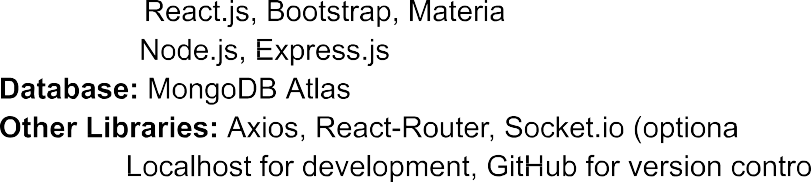 React.js, Bootstrap, Materia
Node.js, Express.js
Database: MongoDB Atlas
Other Libraries: Axios, React-Router, Socket.io (optiona
Localhost for development, GitHub for version contro